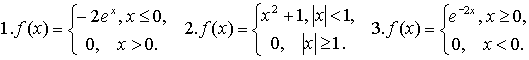 1. f(x) = { -2e^x, x ≤ 0, 0, x > 0. 2. f(x) = { x^2 + 1, |x| < 1, 0, |x| ≥ 1. 3. f(x) = { e^{-2x}, x ≥ 0, 0, x < 0.